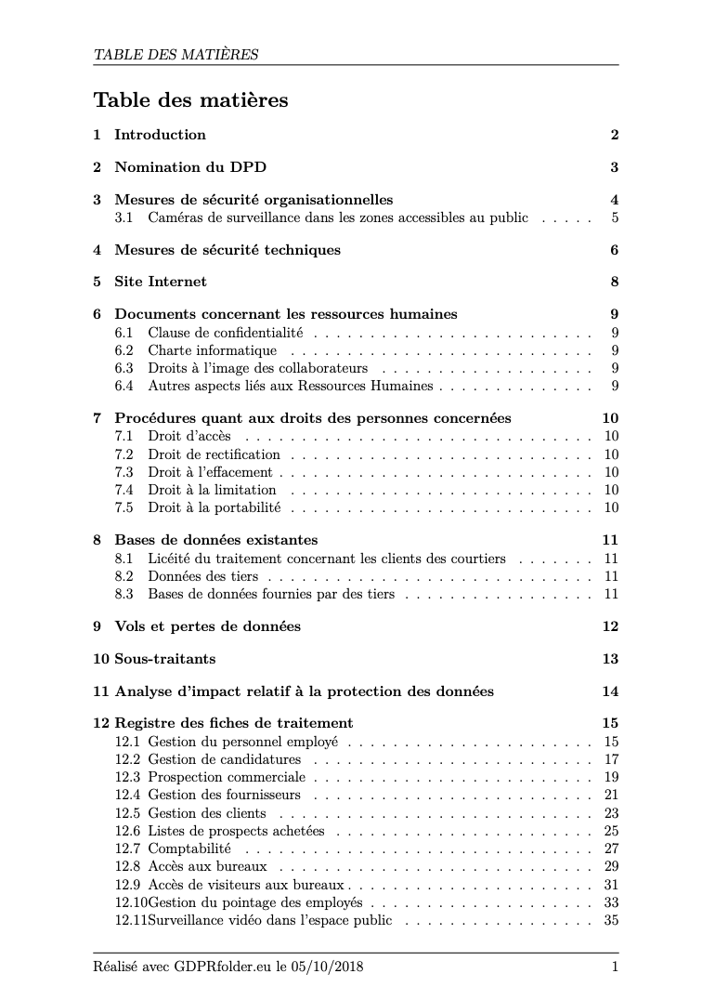 TABLE DES MATIÈRES
Table des matières
1 Introduction 2
2 Nomination du DPD 3
3 Mesures de sécurité organisationnelles 4
3.1 Caméras de surveillance dans les zones accessibles au public . . . . . 5
4 Mesures de sécurité techniques 6
5 Site Internet 8
6 Documents concernant les ressources humaines 9
6.1 Clause de confidentialité . . . . . . . . . . . . . . . . . . . . . . . . . 9
6.2 Charte informatique . . . . . . . . . . . . . . . . . . . . . . . . . . . 9
6.3 Droits à l'image des collaborateurs . . . . . . . . . . . . . . . . . . . 9
6.4 Autres aspects liés aux Ressources Humaines . . . . . . . . . . . . . . 9
7 Procédures quant aux droits des personnes concernées 10
7.1 Droit d'accès . . . . . . . . . . . . . . . . . . . . . . . . . . . . . . . 10
7.2 Droit de rectification . . . . . . . . . . . . . . . . . . . . . . . . . . . 10
7.3 Droit à l'effacement . . . . . . . . . . . . . . . . . . . . . . . . . . . . 10
7.4 Droit à la limitation . . . . . . . . . . . . . . . . . . . . . . . . . . . 10
7.5 Droit à la portabilité . . . . . . . . . . . . . . . . . . . . . . . . . . . 10
8 Bases de données existantes 11
8.1 Licéité du traitement concernant les clients des courtiers . . . . . . . 11
8.2 Données des tiers . . . . . . . . . . . . . . . . . . . . . . . . . . . . . 11
8.3 Bases de données fournies par des tiers . . . . . . . . . . . . . . . . . 11
9 Vols et pertes de données 12
10 Sous-traitants 13
11 Analyse d'impact relatif à la protection des données 14
12 Registre des fiches de traitement 15
12.1 Gestion du personnel employé . . . . . . . . . . . . . . . . . . . . . . 15
12.2 Gestion de candidatures . . . . . . . . . . . . . . . . . . . . . . . . . 17
12.3 Prospection commerciale . . . . . . . . . . . . . . . . . . . . . . . . . 19
12.4 Gestion des fournisseurs . . . . . . . . . . . . . . . . . . . . . . . . . 21
12.5 Gestion des clients . . . . . . . . . . . . . . . . . . . . . . . . . . . . 23
12.6 Listes de prospects achetées . . . . . . . . . . . . . . . . . . . . . . . 25
12.7 Comptabilité . . . . . . . . . . . . . . . . . . . . . . . . . . . . . . . 27
12.8 Accès aux bureaux . . . . . . . . . . . . . . . . . . . . . . . . . . . . 29
12.9 Accès de visiteurs aux bureaux . . . . . . . . . . . . . . . . . . . . . . 31
12.10Gestion du pointage des employés . . . . . . . . . . . . . . . . . . . . 33
12.11Surveillance vidéo dans l'espace public . . . . . . . . . . . . . . . . . 35
Réalisé avec GDPRfolder.eu le 05/10/2018 1